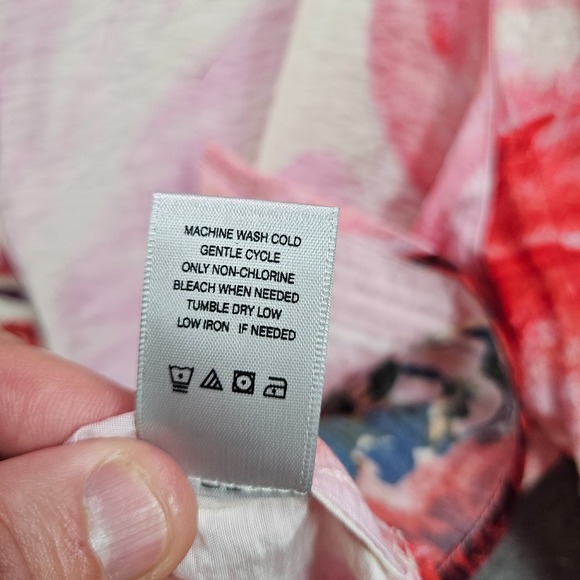 MACHINE WASH COLD
GENTLE CYCLE
ONLY NON-CHLORINE
BLEACH WHEN NEEDED
TUMBLE DRY LOW
LOW IRON IF NEEDED